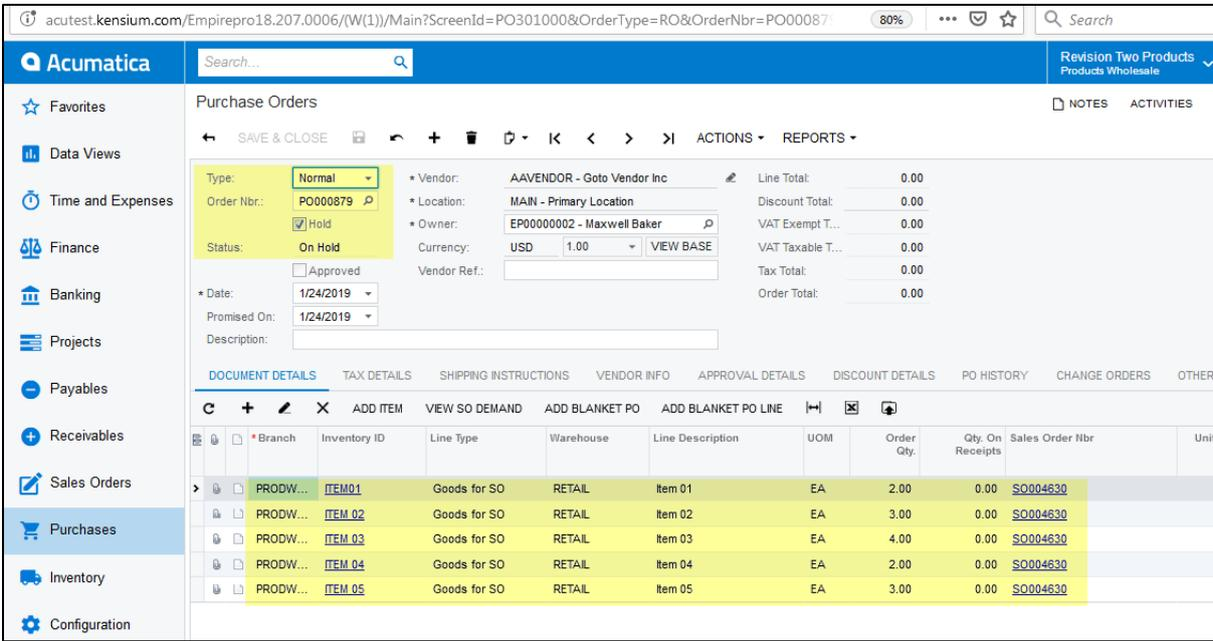 acutest.kensium.com/Empirepro18.207.0006/(W(1))/Main?ScreenId=PO301000&OrderType=RO&OrderNbr=PO000879 80% Search
Acumatica Search... Revision Two Products
Products Wholesale
Favorites
Data Views
Time and Expenses
Finance
Banking
Projects
Payables
Receivables
Sales Orders
Purchases
Inventory
Configuration
Purchase Orders NOTES ACTIVITIES
SAVE & CLOSE ACTIONS REPORTS
Type: Normal * Vendor: AAVENDOR - Goto Vendor Inc Line Total: 0.00
Order Nbr.: PO000879 * Location: MAIN - Primary Location Discount Total: 0.00
Hold * Owner: EP00000002 - Maxwell Baker VAT Exempt T... 0.00
Status: On Hold Currency: USD 1.00 VIEW BASE VAT Taxable T... 0.00
Approved Vendor Ref.: Tax Total: 0.00
* Date: 1/24/2019 Order Total: 0.00
Promised On: 1/24/2019
Description:
DOCUMENT DETAILS TAX DETAILS SHIPPING INSTRUCTIONS VENDOR INFO APPROVAL DETAILS DISCOUNT DETAILS PO HISTORY CHANGE ORDERS OTHER
ADD ITEM VIEW SO DEMAND ADD BLANKET PO ADD BLANKET PO LINE
* Branch Inventory ID Line Type Warehouse Line Description UOM Order Qty. Qty. On Receipts Sales Order Nbr Uni
PRODW... ITEM01 Goods for SO RETAIL Item 01 EA 2.00 0.00 SO004630
PRODW... ITEM 02 Goods for SO RETAIL Item 02 EA 3.00 0.00 SO004630
PRODW... ITEM 03 Goods for SO RETAIL Item 03 EA 4.00 0.00 SO004630
PRODW... ITEM 04 Goods for SO RETAIL Item 04 EA 2.00 0.00 SO004630
PRODW... ITEM 05 Goods for SO RETAIL Item 05 EA 3.00 0.00 SO004630